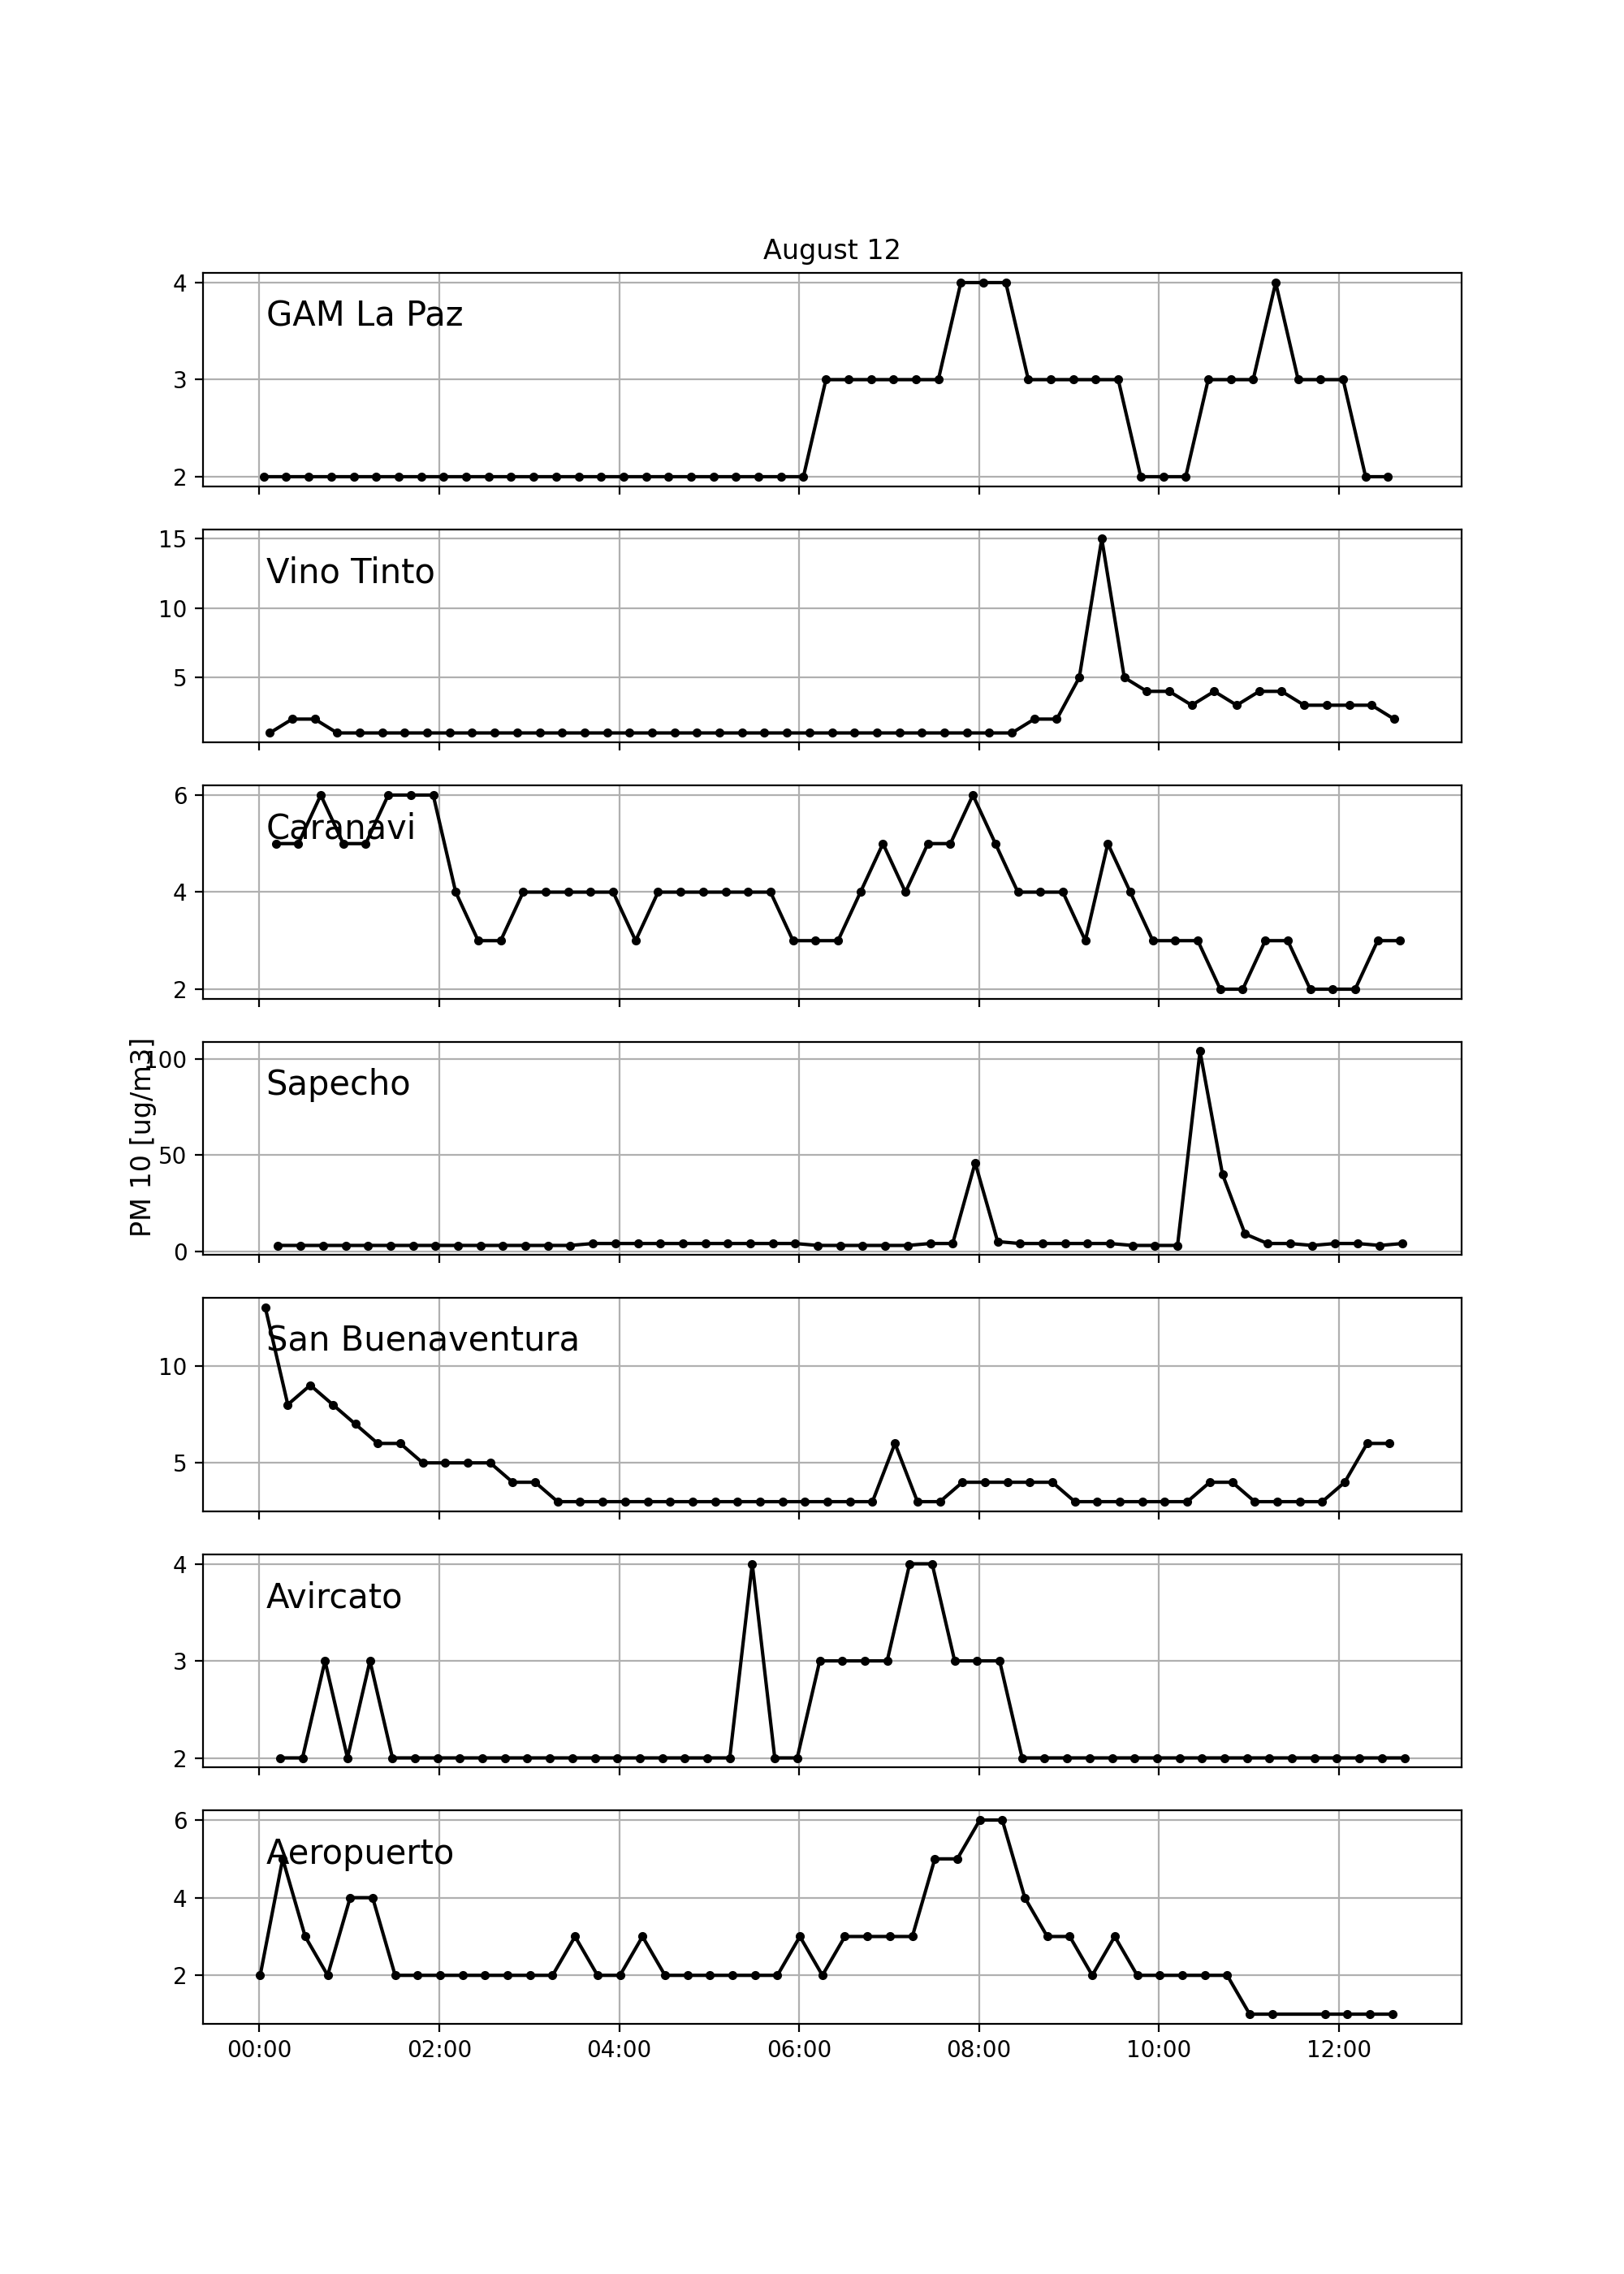 August 12
4
GAM La Paz
3
2
15
Vino Tinto
10
5
6
Caranavi
4
2
PM 10 [ug/m3]
100
Sapecho
50
0
San Buenaventura
10
5
4
Avircato
3
2
6
Aeropuerto
4
2
00:00 02:00 04:00 06:00 08:00 10:00 12:00